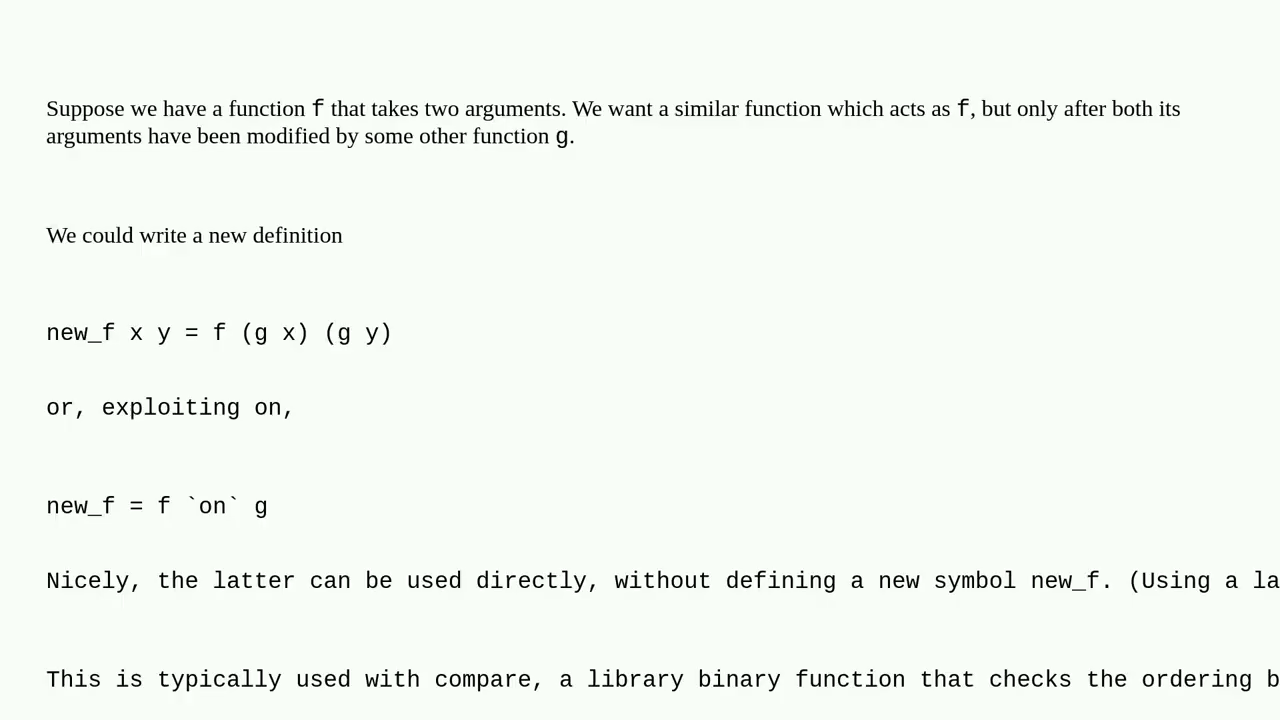 Suppose we have a function f that takes two arguments. We want a similar function which acts as f, but only after both its
arguments have been modified by some other function g.
We could write a new definition
new_f x y = f (g x) (g y)
or, exploiting on,
new_f = f `on` g
Nicely, the latter can be used directly, without defining a new symbol new_f. (Using a la
This is typically used with compare, a library binary function that checks the ordering b